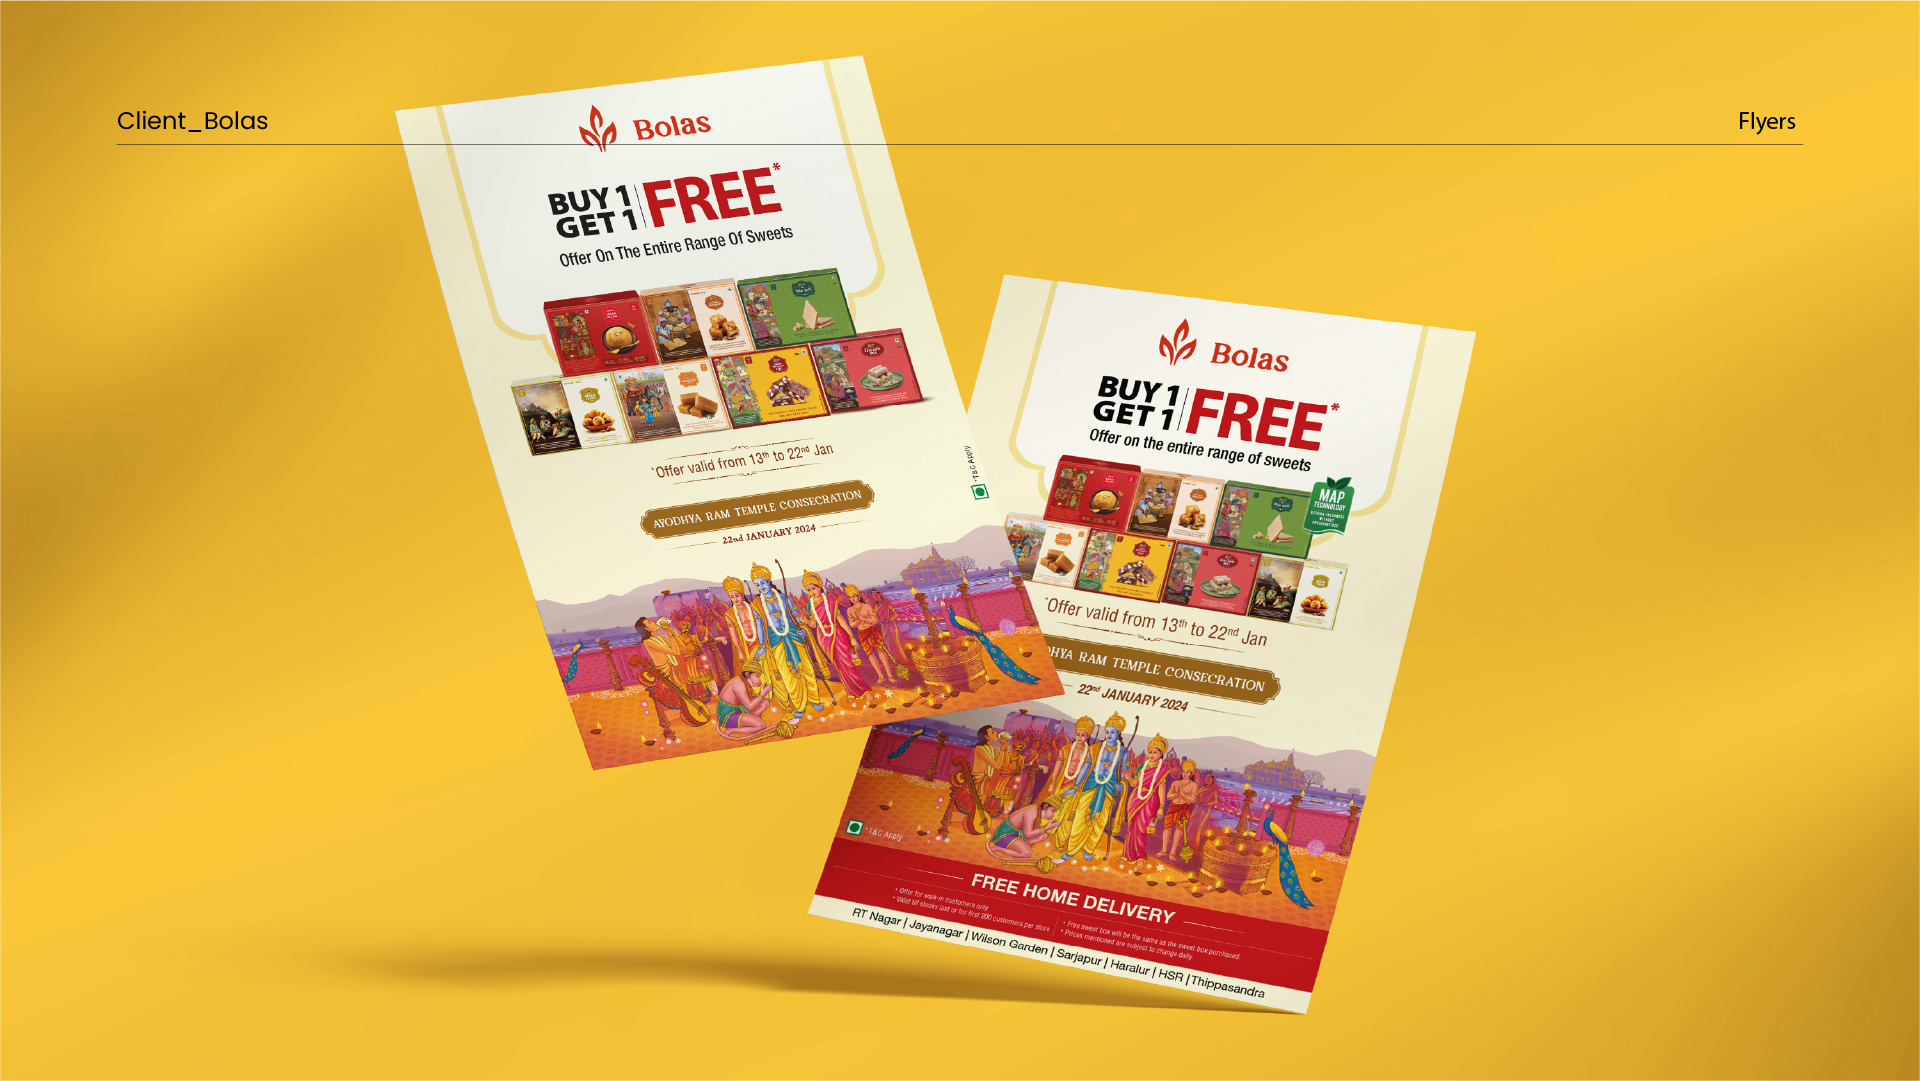 Client_Bolas
Flyers
Bolas
BUY 1
GET 1
FREE*
Offer On The Entire Range Of Sweets
*Offer valid from 13th to 22nd Jan
*T&C Apply
AYODHYA RAM TEMPLE CONSECRATION
22nd JANUARY 2024
Bolas
BUY 1
GET 1
FREE*
Offer on the entire range of sweets
MAP
TECHNOLOGY
*Offer valid from 13th to 22nd Jan
DHYA RAM TEMPLE CONSECRATION
22nd JANUARY 2024
*T&C Apply
FREE HOME DELIVERY
* Offer for walk-in customers only
* Valid till stocks last or for first 200 customers per store
* Free sweet box will be the same as the sweet box purchased.
* Prices mentioned are subject to change daily.
RT Nagar | Jayanagar | Wilson Garden | Sarjapur | Haralur | HSR | Thippasandra